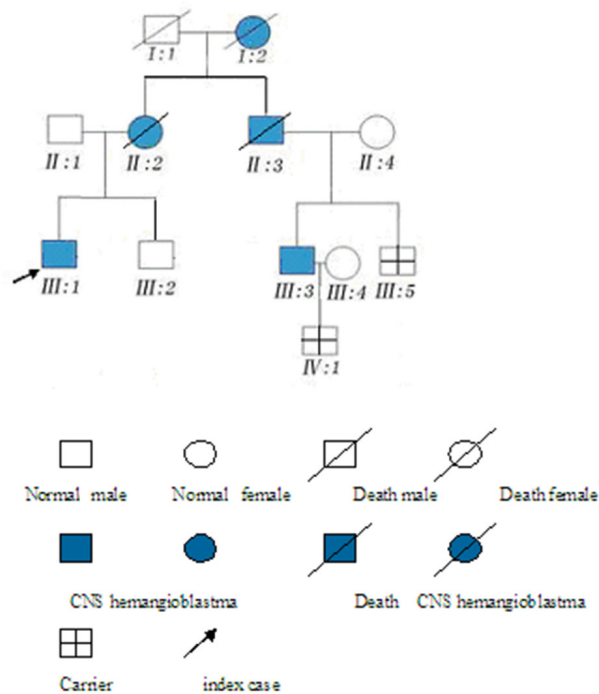 I:1 I:2
II:1 II:2 II:3 II:4
III:1 III:2 III:3 III:4 III:5
IV:1
Normal male Normal female Death male Death female
CNS hemangioblastma Death CNS hemangioblastma
Carrier index case